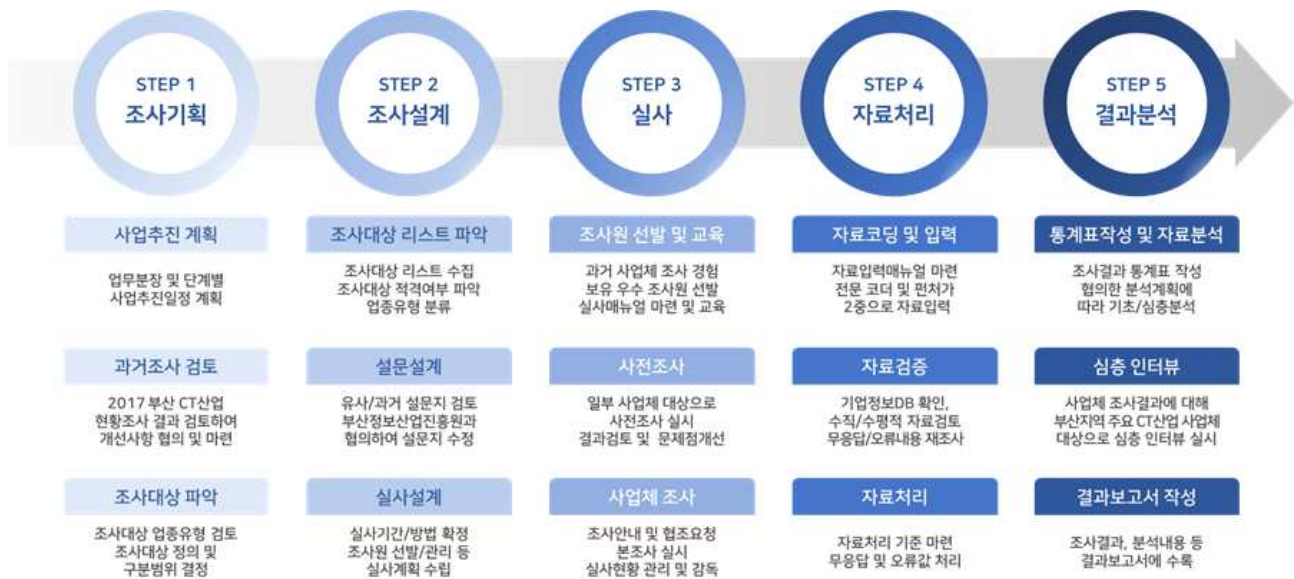 STEP 1
조사기획
STEP 2
조사설계
STEP 3
실사
STEP 4
자료처리
STEP 5
결과분석
사업추진 계획
업무분장 및 단계별
사업추진일정 계획
조사대상 리스트 파악
조사대상 리스트 수집
조사대상 적격여부 파악
업종유형 분류
조사원 선발 및 교육
과거 사업체 조사 경험
보유 우수 조사원 선발
실사매뉴얼 마련 및 교육
자료코딩 및 입력
자료입력매뉴얼 마련
전문 코더 및 펀처가
2중으로 자료입력
통계표작성 및 자료분석
조사결과 통계표 작성
협의한 분석계획에
따라 기초/심층분석
과거조사 검토
2017 부산 CT산업
현황조사 결과 검토하여
개선사항 협의 및 마련
설문설계
유사/과거 설문지 검토
부산정보산업진흥원과
협의하여 설문지 수정
사전조사
일부 사업체 대상으로
사전조사 실시
결과검토 및 문제점개선
자료검증
기업정보DB 확인,
수직/수평적 자료검토
무응답/오류내용 재조사
심층 인터뷰
사업체 조사결과에 대해
부산지역 주요 CT산업 사업체
대상으로 심층 인터뷰 실시
조사대상 파악
조사대상 업종유형 검토
조사대상 정의 및
구분범위 결정
실사설계
실사기간/방법 확정
조사원 선발/관리 등
실사계획 수립
사업체 조사
조사안내 및 협조요청
본조사 실시
실사현황 관리 및 감독
자료처리
자료처리 기준 마련
무응답 및 오류값 처리
결과보고서 작성
조사결과, 분석내용 등
결과보고서에 수록